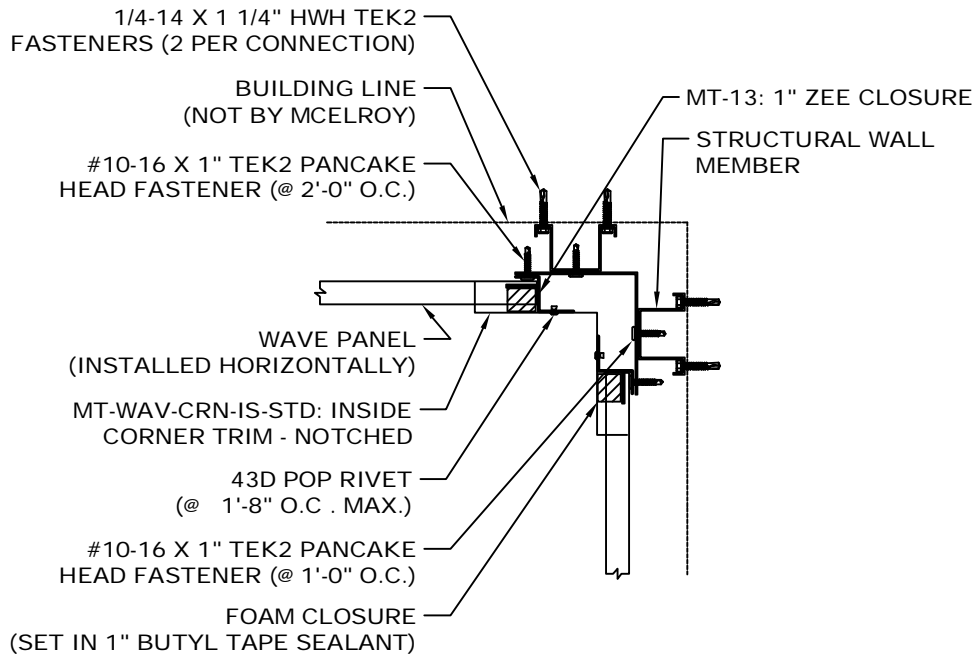 1/4-14 X 1 1/4" HWH TEK2
FASTENERS (2 PER CONNECTION)
BUILDING LINE
(NOT BY MCELROY)
#10-16 X 1" TEK2 PANCAKE
HEAD FASTENER (@ 2'-0" O.C.)
MT-13: 1" ZEE CLOSURE
STRUCTURAL WALL
MEMBER
WAVE PANEL
(INSTALLED HORIZONTALLY)
MT-WAV-CRN-IS-STD: INSIDE
CORNER TRIM - NOTCHED
43D POP RIVET
(@ 1'-8" O.C . MAX.)
#10-16 X 1" TEK2 PANCAKE
HEAD FASTENER (@ 1'-0" O.C.)
FOAM CLOSURE
(SET IN 1" BUTYL TAPE SEALANT)